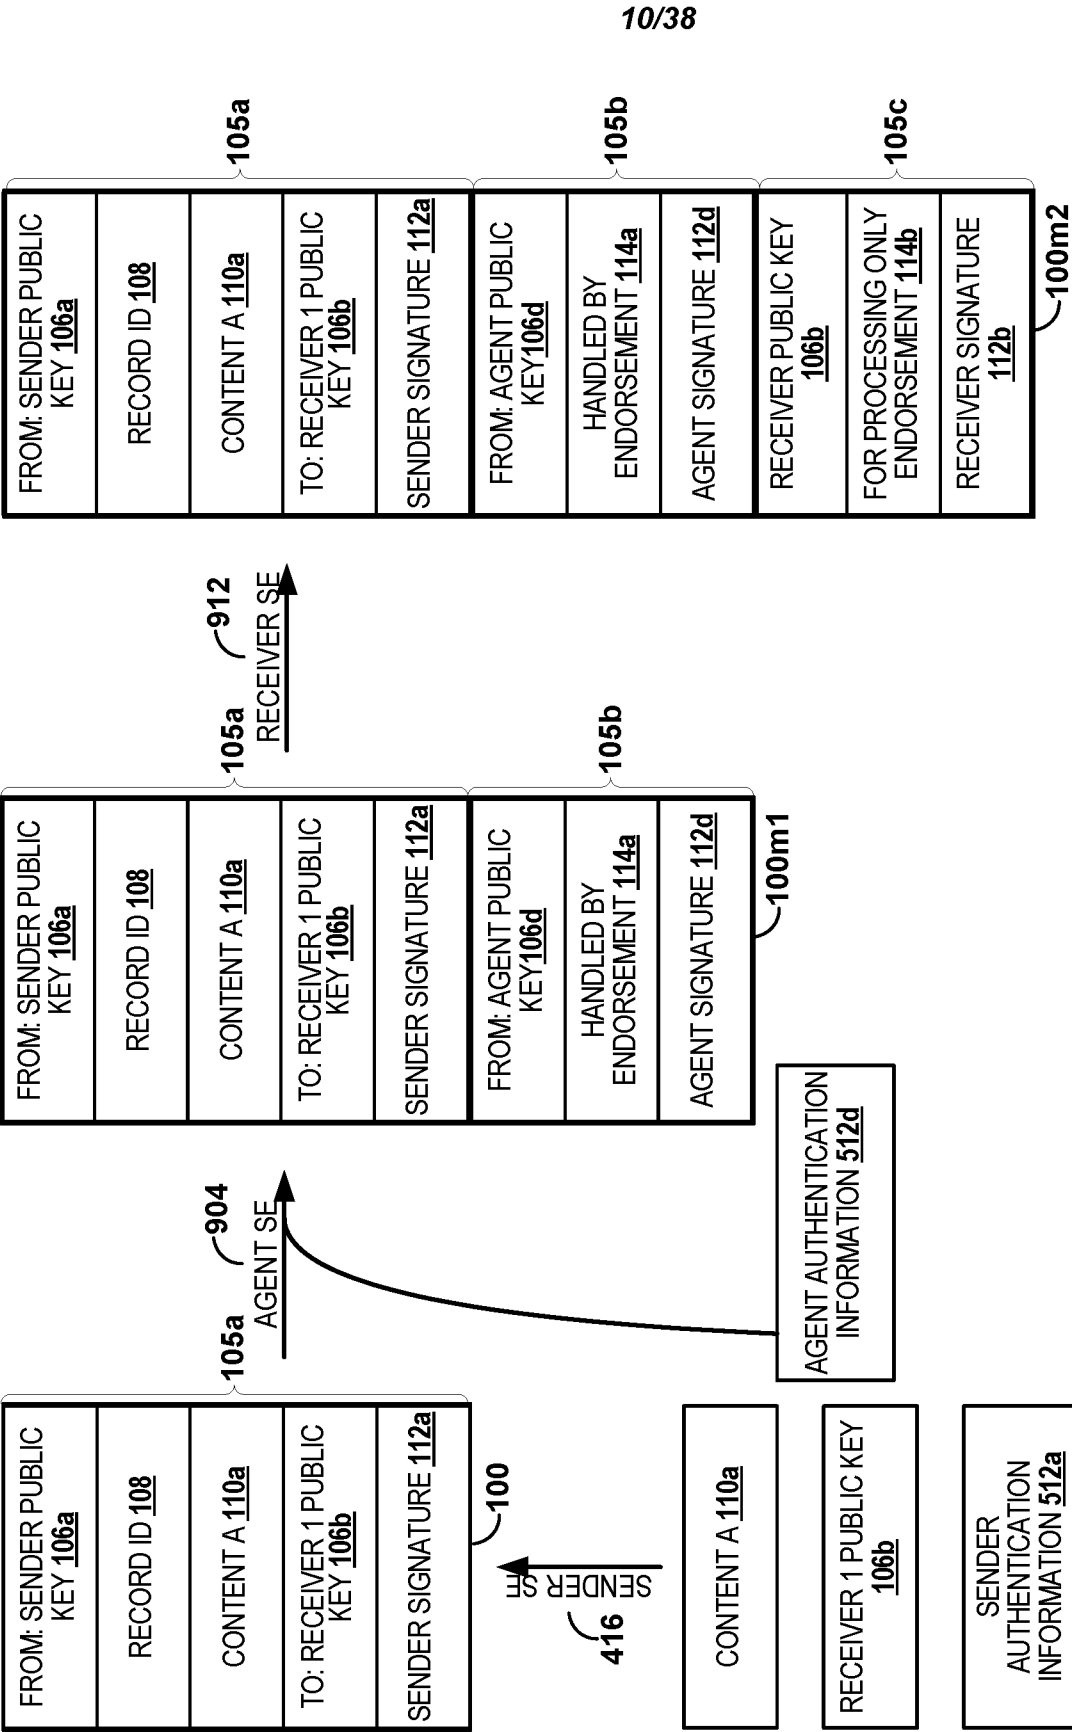 10/38
FROM: SENDER PUBLIC
KEY 106a
RECORD ID 108
CONTENT A 110a
TO: RECEIVER 1 PUBLIC
KEY 106b
SENDER SIGNATURE 112a
105a
100
SENDER SE
416
CONTENT A 110a
RECEIVER 1 PUBLIC KEY
106b
SENDER
AUTHENTICATION
INFORMATION 512a
904
AGENT SE
AGENT AUTHENTICATION
INFORMATION 512d
FROM: SENDER PUBLIC
KEY 106a
RECORD ID 108
CONTENT A 110a
TO: RECEIVER 1 PUBLIC
KEY 106b
SENDER SIGNATURE 112a
105a
FROM: AGENT PUBLIC
KEY106d
HANDLED BY
ENDORSEMENT 114a
AGENT SIGNATURE 112d
105b
100m1
912
RECEIVER SE
FROM: SENDER PUBLIC
KEY 106a
RECORD ID 108
CONTENT A 110a
TO: RECEIVER 1 PUBLIC
KEY 106b
SENDER SIGNATURE 112a
105a
FROM: AGENT PUBLIC
KEY106d
HANDLED BY
ENDORSEMENT 114a
AGENT SIGNATURE 112d
105b
RECEIVER PUBLIC KEY
106b
FOR PROCESSING ONLY
ENDORSEMENT 114b
RECEIVER SIGNATURE
112b
105c
100m2